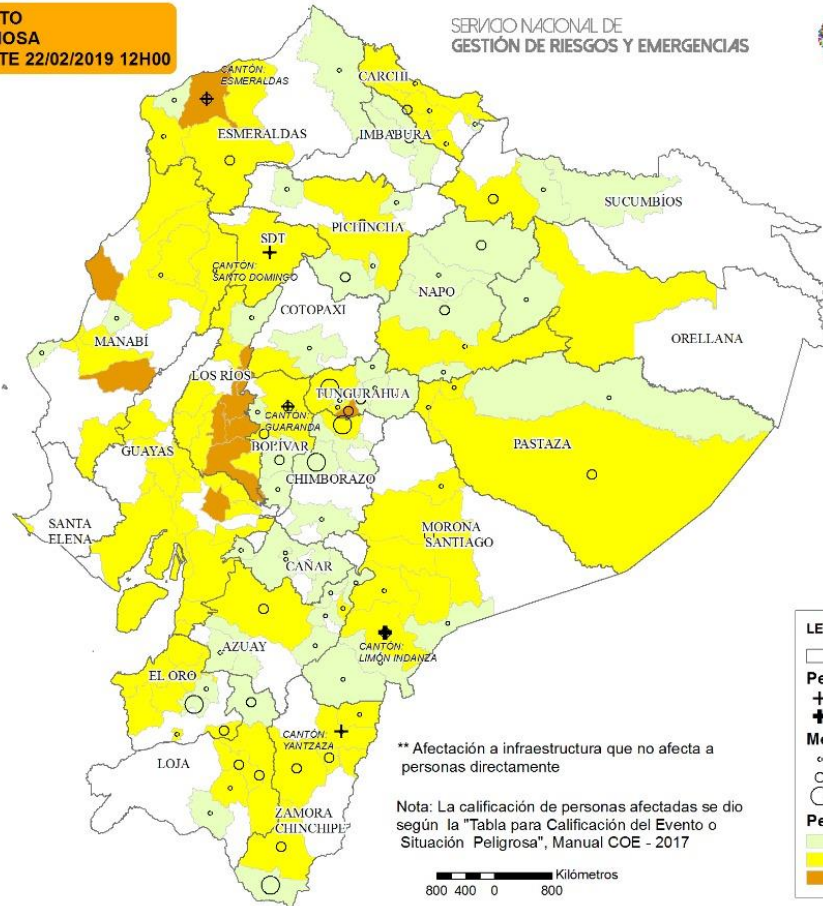 TO
OSA
TE 22/02/2019 12H00
SERVICIO NACIONAL DE
GESTIÓN DE RIESGOS Y EMERGENCIAS
CANTÓN:
ESMERALDAS
CARCHI
ESMERALDAS
IMBABURA
SUCUMBÍOS
PICHINCHA
SDT
CANTÓN:
SANTO DOMINGO
NAPO
COTOPAXI
ORELLANA
MANABÍ
LOS RÍOS
TUNGURAHUA
CANTÓN:
GUARANDA
PASTAZA
GUAYAS
BOLÍVAR
CHIMBORAZO
SANTA
ELENA
MORONA
SANTIAGO
CAÑAR
AZUAY
CANTÓN:
LIMÓN INDANZA
EL ORO
CANTÓN:
YANTZAZA
LOJA
ZAMORA
CHINCHIPE
** Afectación a infraestructura que no afecta a
personas directamente
Nota: La calificación de personas afectadas se dio
según la "Tabla para Calificación del Evento o
Situación Peligrosa", Manual COE - 2017
Kilómetros
800 400 0 800
LE
Pe
Me
Pe